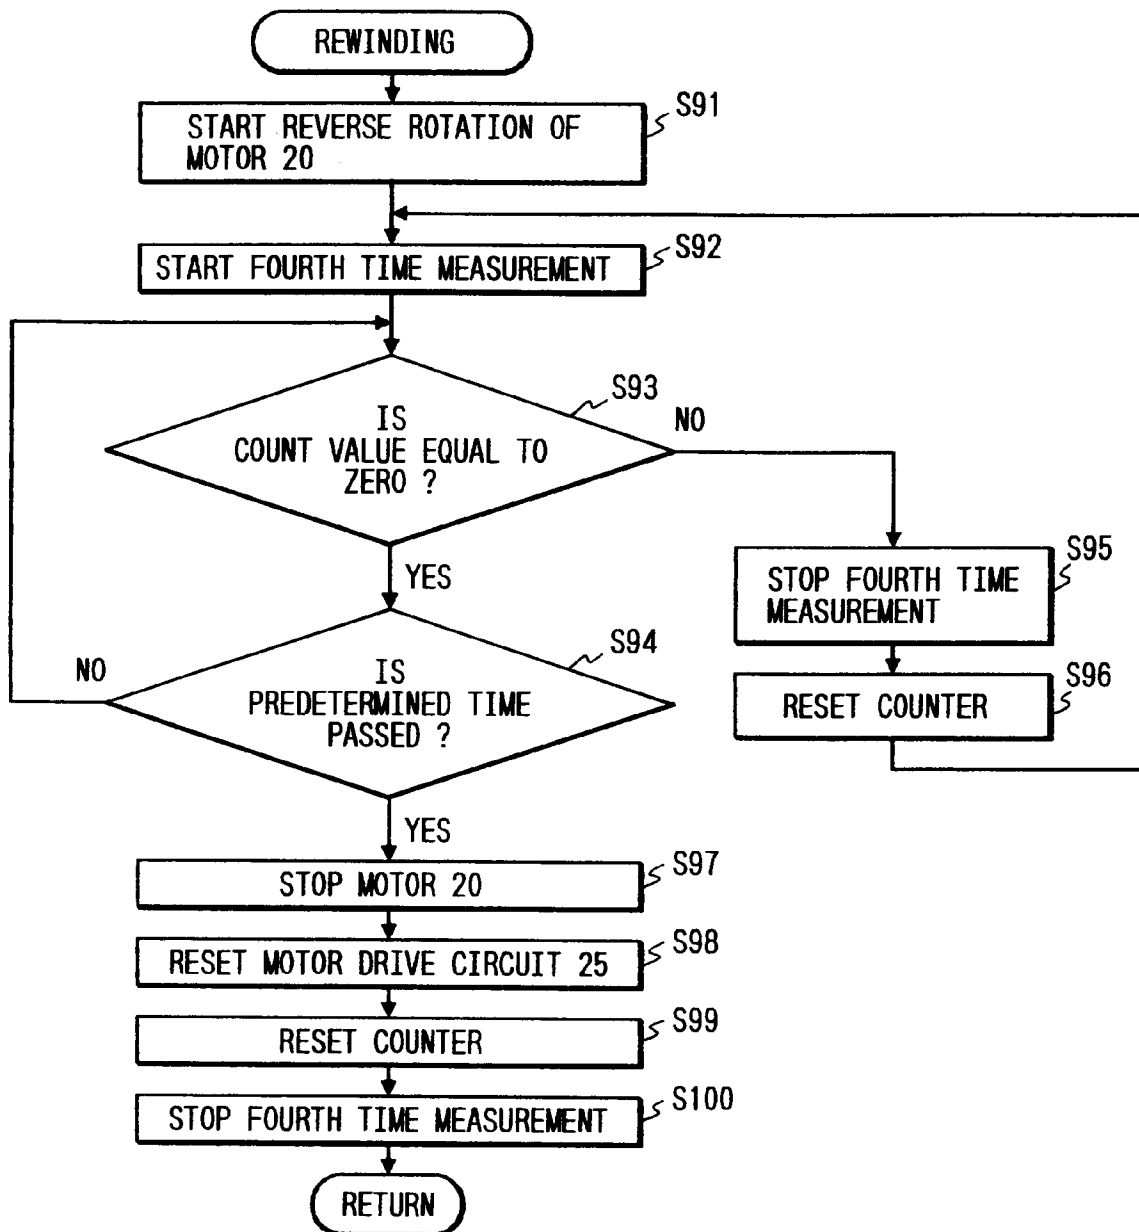 REWINDING
START REVERSE ROTATION OF
MOTOR 20
S91
START FOURTH TIME MEASUREMENT
S92
IS
COUNT VALUE EQUAL TO
ZERO ?
S93
NO
YES
STOP FOURTH TIME
MEASUREMENT
S95
RESET COUNTER
S96
IS
PREDETERMINED TIME
PASSED ?
S94
NO
YES
STOP MOTOR 20
S97
RESET MOTOR DRIVE CIRCUIT 25
S98
RESET COUNTER
S99
STOP FOURTH TIME MEASUREMENT
S100
RETURN